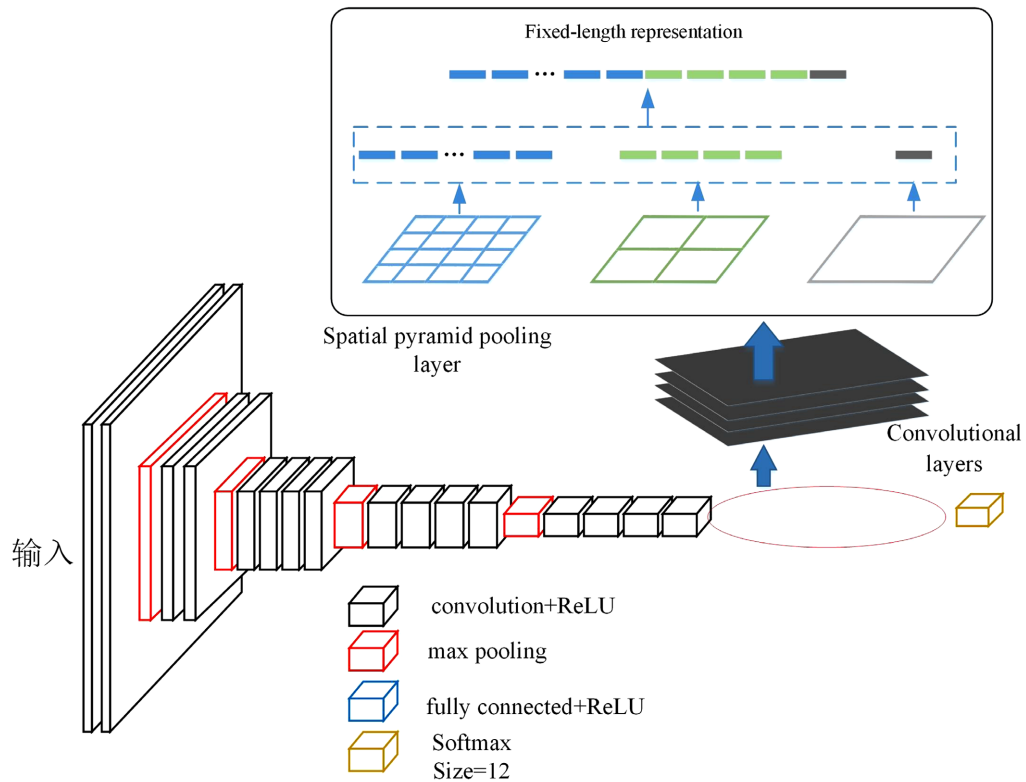 Fixed-length representation
...
...
Spatial pyramid pooling
layer
Convolutional
layers
输入
convolution+ReLU
max pooling
fully connected+ReLU
Softmax
Size=12